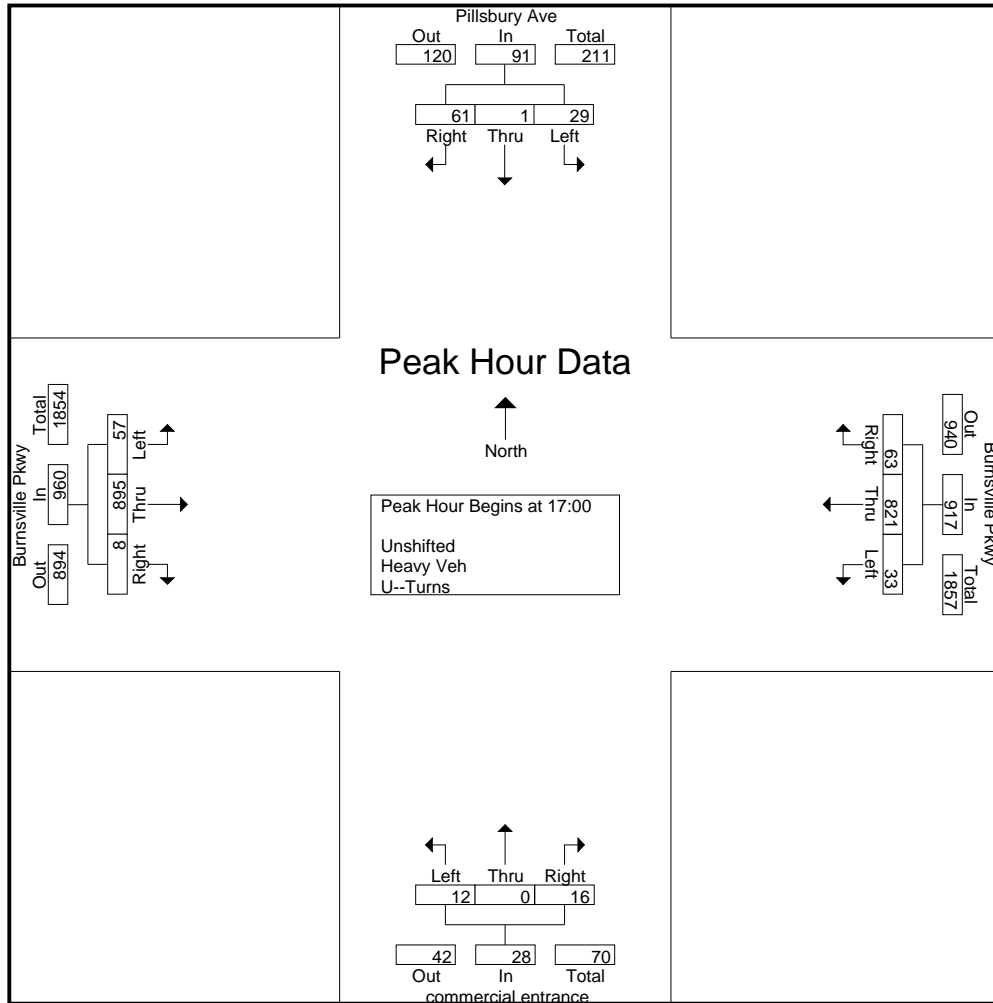 Pillsbury Ave
Out In Total
120 91 211
61 1 29
Right Thru Left
Peak Hour Data
North
Peak Hour Begins at 17:00
Unshifted
Heavy Veh
U--Turns
Burnsville Pkwy
Out In Total
894 960 1854
57 895 8
Left Thru Right
Burnsville Pkwy
Out In Total
940 917 1857
63 821 33
Right Thru Left
Left Thru Right
12 0 16
42 28 70
Out In Total
commercial entrance